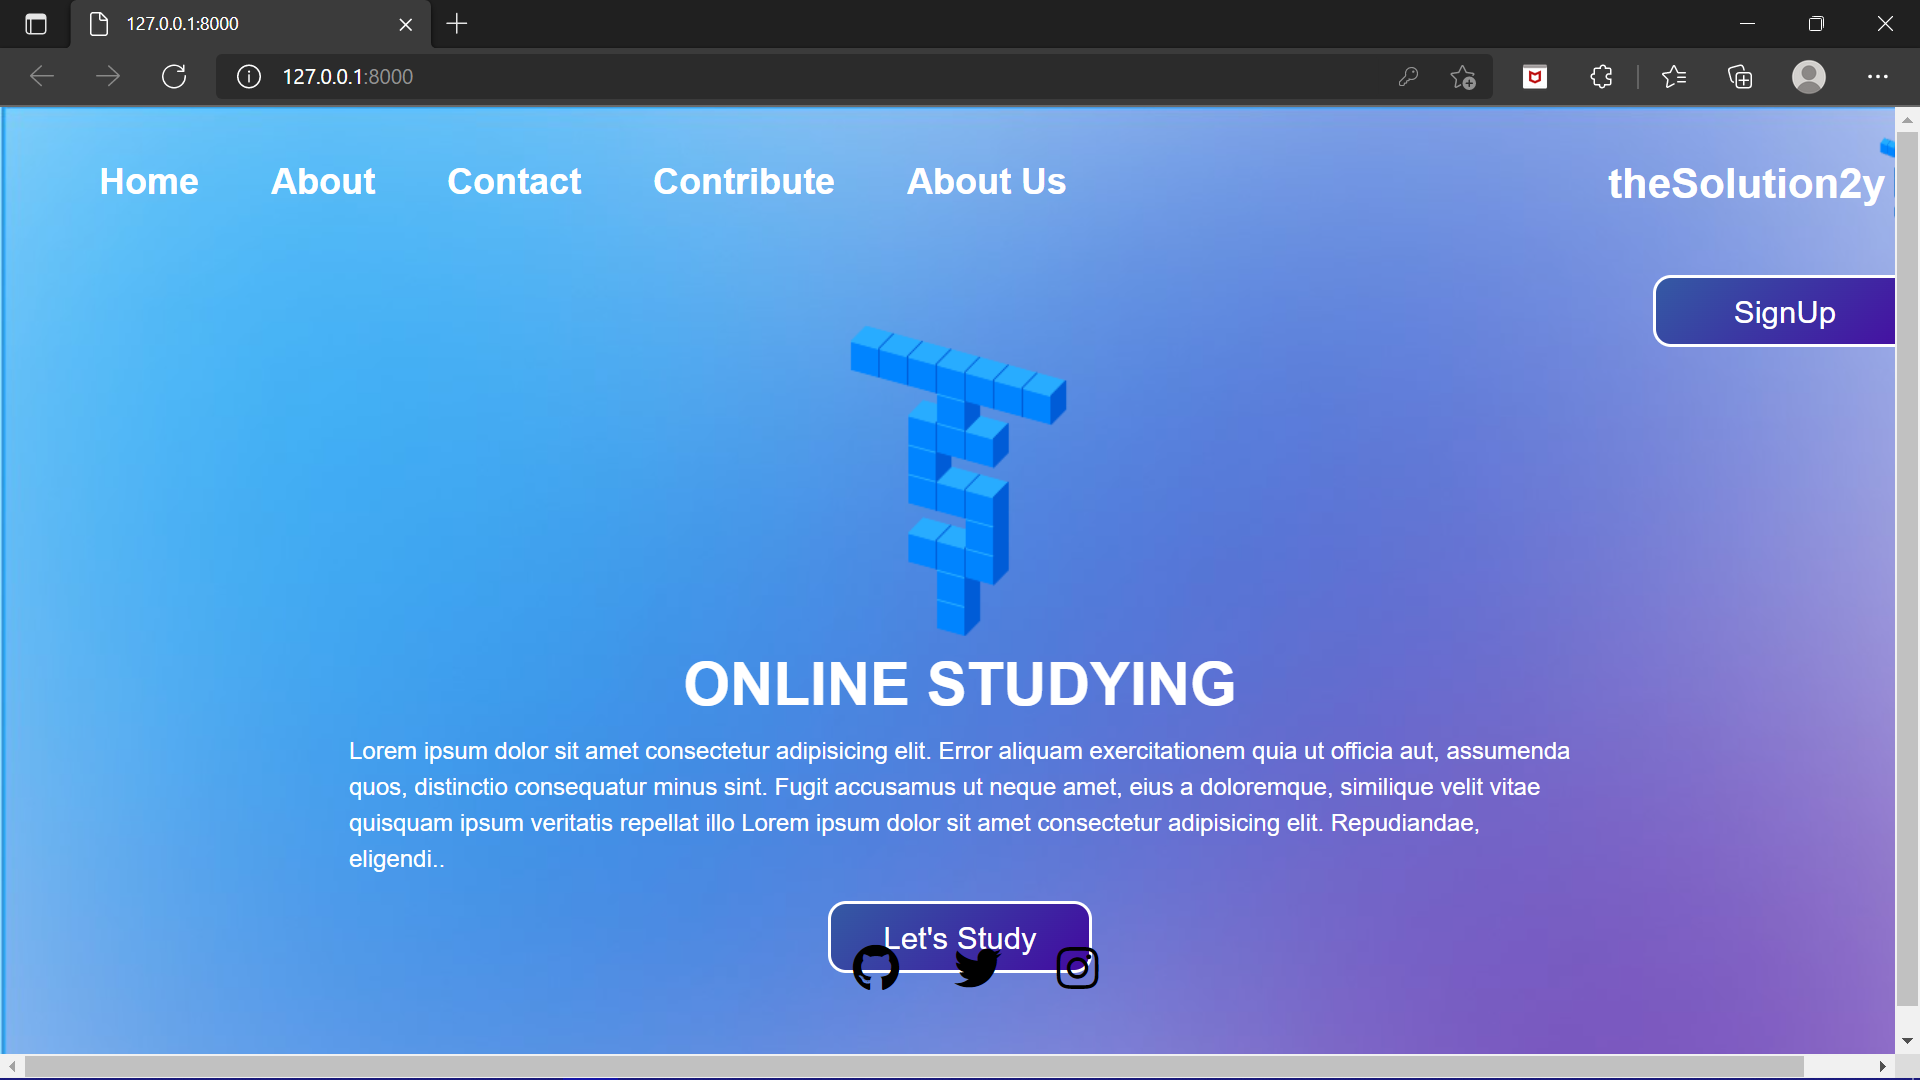 127.0.0.1:8000
127.0.0.1:8000
Home About Contact Contribute About Us theSolution2y
SignUp
ONLINE STUDYING
Lorem ipsum dolor sit amet consectetur adipisicing elit. Error aliquam exercitationem quia ut officia aut, assumenda
quos, distinctio consequatur minus sint. Fugit accusamus ut neque amet, eius a doloremque, similique velit vitae
quisquam ipsum veritatis repellat illo Lorem ipsum dolor sit amet consectetur adipisicing elit. Repudiandae,
eligendi..
Let's Study